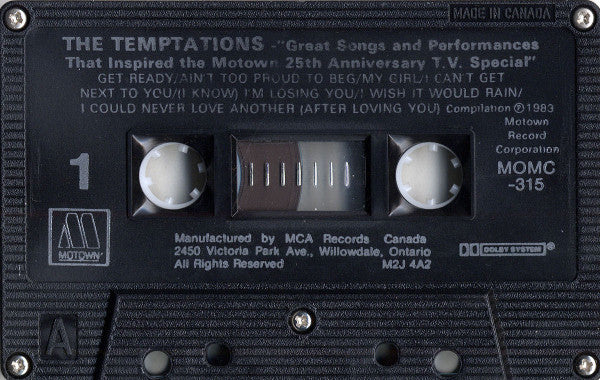 MADE IN CANADA
THE TEMPTATIONS -"Great Songs and Performances
That Inspired the Motown 25th Anniversary T.V. Special"
GET READY/AIN'T TOO PROUD TO BEG/MY GIRL/I CAN'T GET
NEXT TO YOU/(I KNOW) I'M LOSING YOU/I WISH IT WOULD RAIN/
I COULD NEVER LOVE ANOTHER (AFTER LOVING YOU) Compilation ℗1983
Motown
Record
Corporation
MOMC
-315
1
M
MOTOWN
Manufactured by MCA Records Canada
2450 Victoria Park Ave., Willowdale, Ontario
All Rights Reserved M2J 4A2
DOLBY SYSTEM
A